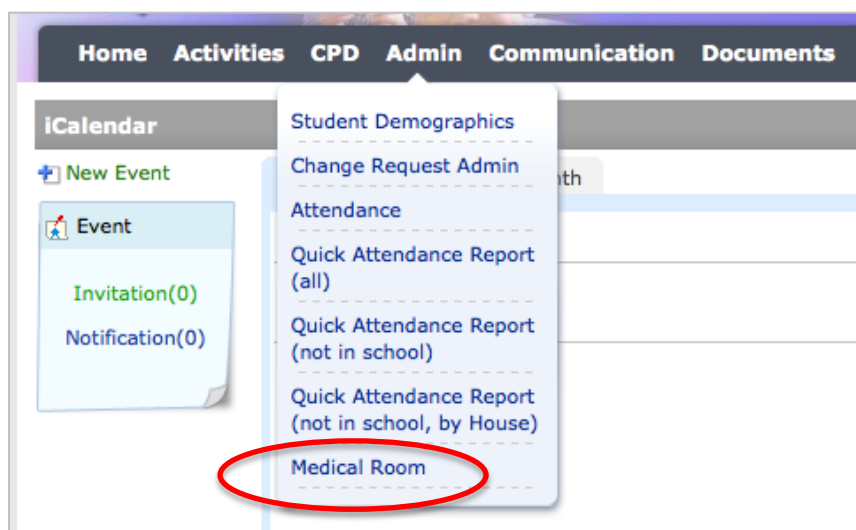 Home Activities CPD Admin Communication Documents
iCalendar
New Event
Event
Invitation(0)
Notification(0)
Student Demographics
Change Request Admin
Attendance
Quick Attendance Report
(all)
Quick Attendance Report
(not in school)
Quick Attendance Report
(not in school, by House)
Medical Room
nth